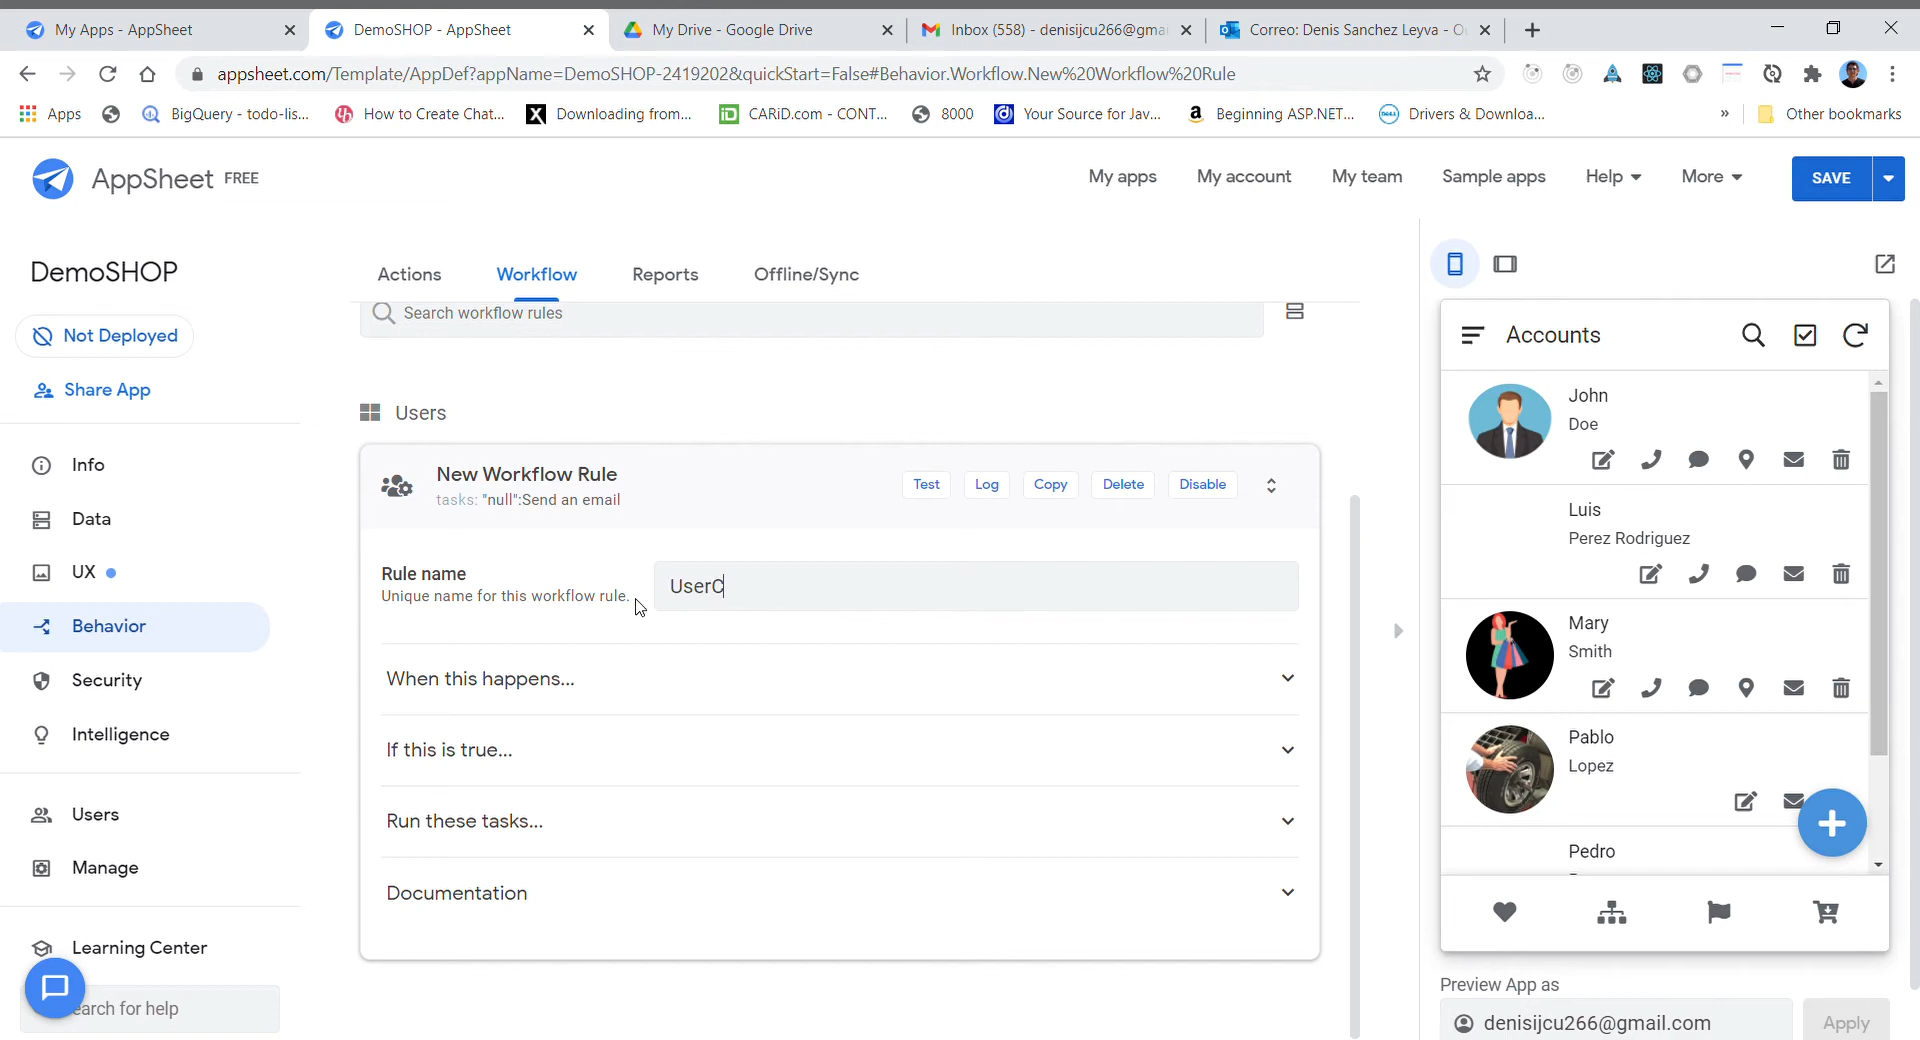 My Apps - AppSheet
DemoSHOP - AppSheet
My Drive - Google Drive
Inbox (558) - denisijcu266@gmai
Correo: Denis Sanchez Leyva - Ou
appsheet.com/Template/AppDef?appName=DemoSHOP-2419202&quickStart=False#Behavior.Workflow.New%20Workflow%20Rule
Apps
BigQuery - todo-lis...
How to Create Chat...
Downloading from...
CARiD.com - CONT...
8000
Your Source for Jav...
Beginning ASP.NET...
Drivers & Downloa...
»
Other bookmarks
AppSheet FREE
My apps
My account
My team
Sample apps
Help
More
SAVE
DemoSHOP
Not Deployed
Share App
Info
Data
UX
Behavior
Security
Intelligence
Users
Manage
Learning Center
earch for help
Actions
Workflow
Reports
Offline/Sync
Search workflow rules
Users
New Workflow Rule
tasks: "null":Send an email
Test
Log
Copy
Delete
Disable
Rule name
Unique name for this workflow rule.
UserC
When this happens...
If this is true...
Run these tasks...
Documentation
Accounts
John
Doe
Luis
Perez Rodriguez
Mary
Smith
Pablo
Lopez
Pedro
Preview App as
denisijcu266@gmail.com
Apply